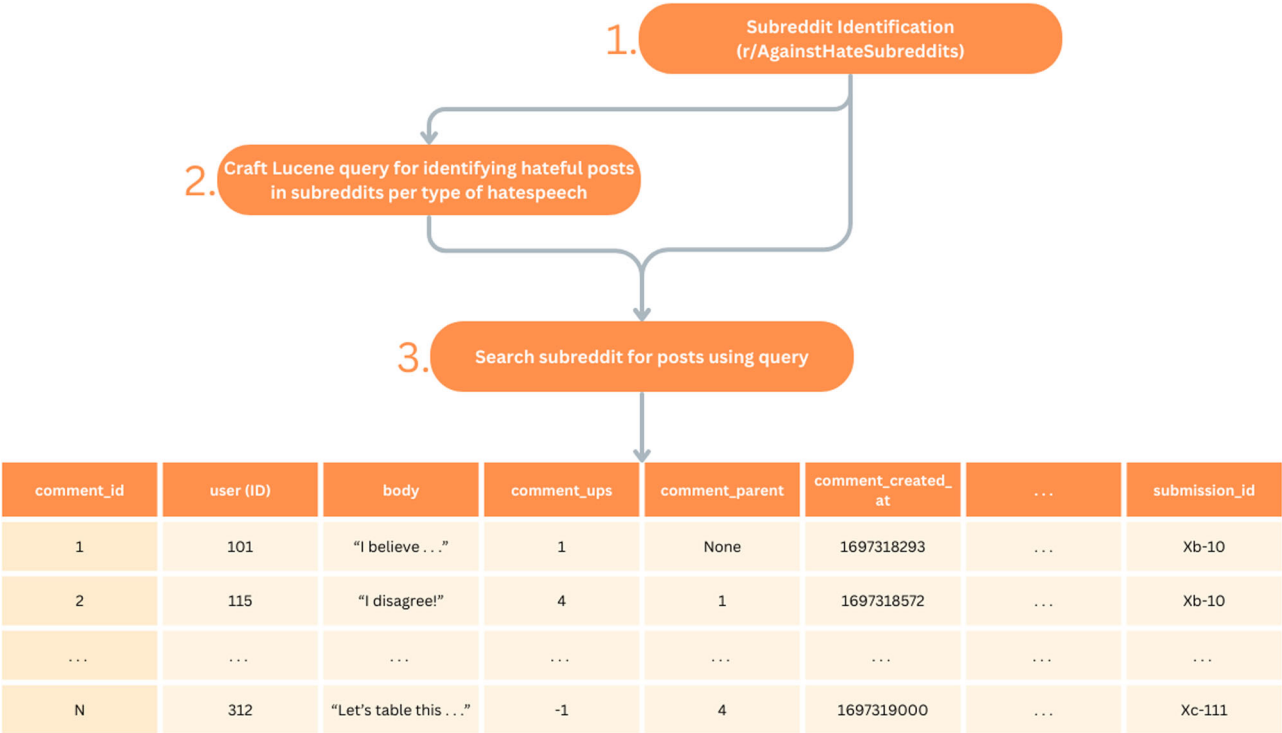 1.
Subreddit Identification
(r/AgainstHateSubreddits)
2.
Craft Lucene query for identifying hateful posts
in subreddits per type of hatespeech
3.
Search subreddit for posts using query
comment_id user (ID) body comment_ups comment_parent comment_created_at ... submission_id
1 101 “I believe . . .” 1 None 1697318293 . . . Xb-10
2 115 “I disagree!” 4 1 1697318572 . . . Xb-10
. . . . . . . . . . . . . . . . . . . . . . . .
N 312 “Let’s table this . . .” -1 4 1697319000 . . . Xc-111